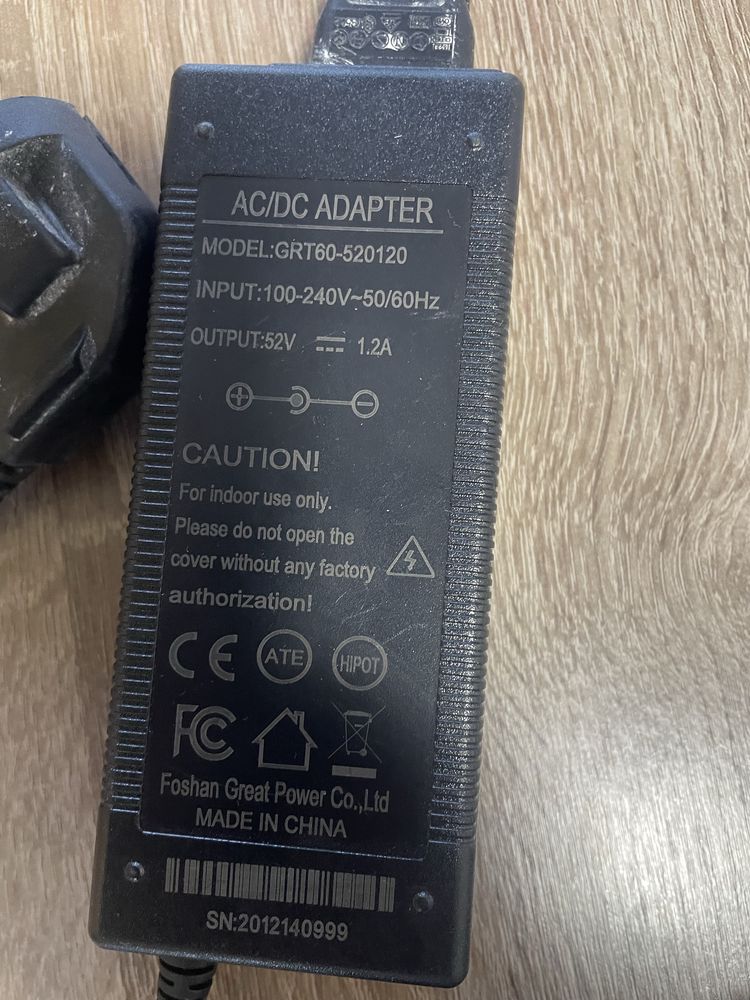 AC/DC ADAPTER
MODEL:GRT60-520120
INPUT:100-240V~50/60Hz
OUTPUT:52V ⎓ 1.2A
CAUTION!
For indoor use only.
Please do not open the
cover without any factory
authorization!
CE ATE HIPOT
FC
Foshan Great Power Co.,Ltd
MADE IN CHINA
SN:2012140999